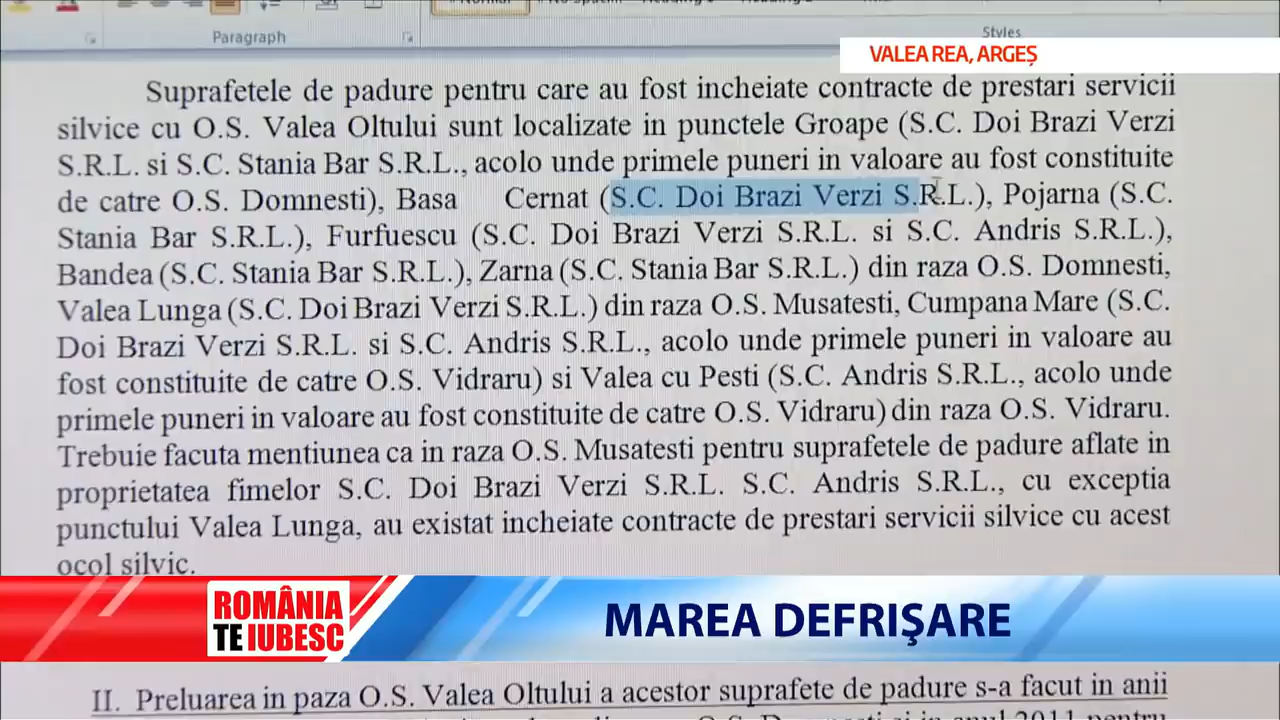 Paragraph
Styles
VALEA REA, ARGEȘ
Suprafetele de padure pentru care au fost incheiate contracte de prestari servicii
silvice cu O.S. Valea Oltului sunt localizate in punctele Groape (S.C. Doi Brazi Verzi
S.R.L. si S.C. Stania Bar S.R.L., acolo unde primele puneri in valoare au fost constituite
de catre O.S. Domnesti), Basa Cernat (S.C. Doi Brazi Verzi S.R.L.), Pojarna (S.C.
Stania Bar S.R.L.), Furfuescu (S.C. Doi Brazi Verzi S.R.L. si S.C. Andris S.R.L.),
Bandea (S.C. Stania Bar S.R.L.), Zarna (S.C. Stania Bar S.R.L.) din raza O.S. Domnesti,
Valea Lunga (S.C. Doi Brazi Verzi S.R.L.) din raza O.S. Musatesti, Cumpana Mare (S.C.
Doi Brazi Verzi S.R.L. si S.C. Andris S.R.L., acolo unde primele puneri in valoare au
fost constituite de catre O.S. Vidraru) si Valea cu Pesti (S.C. Andris S.R.L., acolo unde
primele puneri in valoare au fost constituite de catre O.S. Vidraru) din raza O.S. Vidraru.
Trebuie facuta mentiunea ca in raza O.S. Musatesti pentru suprafetele de padure aflate in
proprietatea fimelor S.C. Doi Brazi Verzi S.R.L. S.C. Andris S.R.L., cu exceptia
punctului Valea Lunga, au existat incheiate contracte de prestari servicii silvice cu acest
ocol silvic.
ROMÂNIA
TE IUBESC
MAREA DEFRIŞARE
II. Preluarea in paza O.S. Valea Oltului a acestor suprafete de padure s-a facut in anii